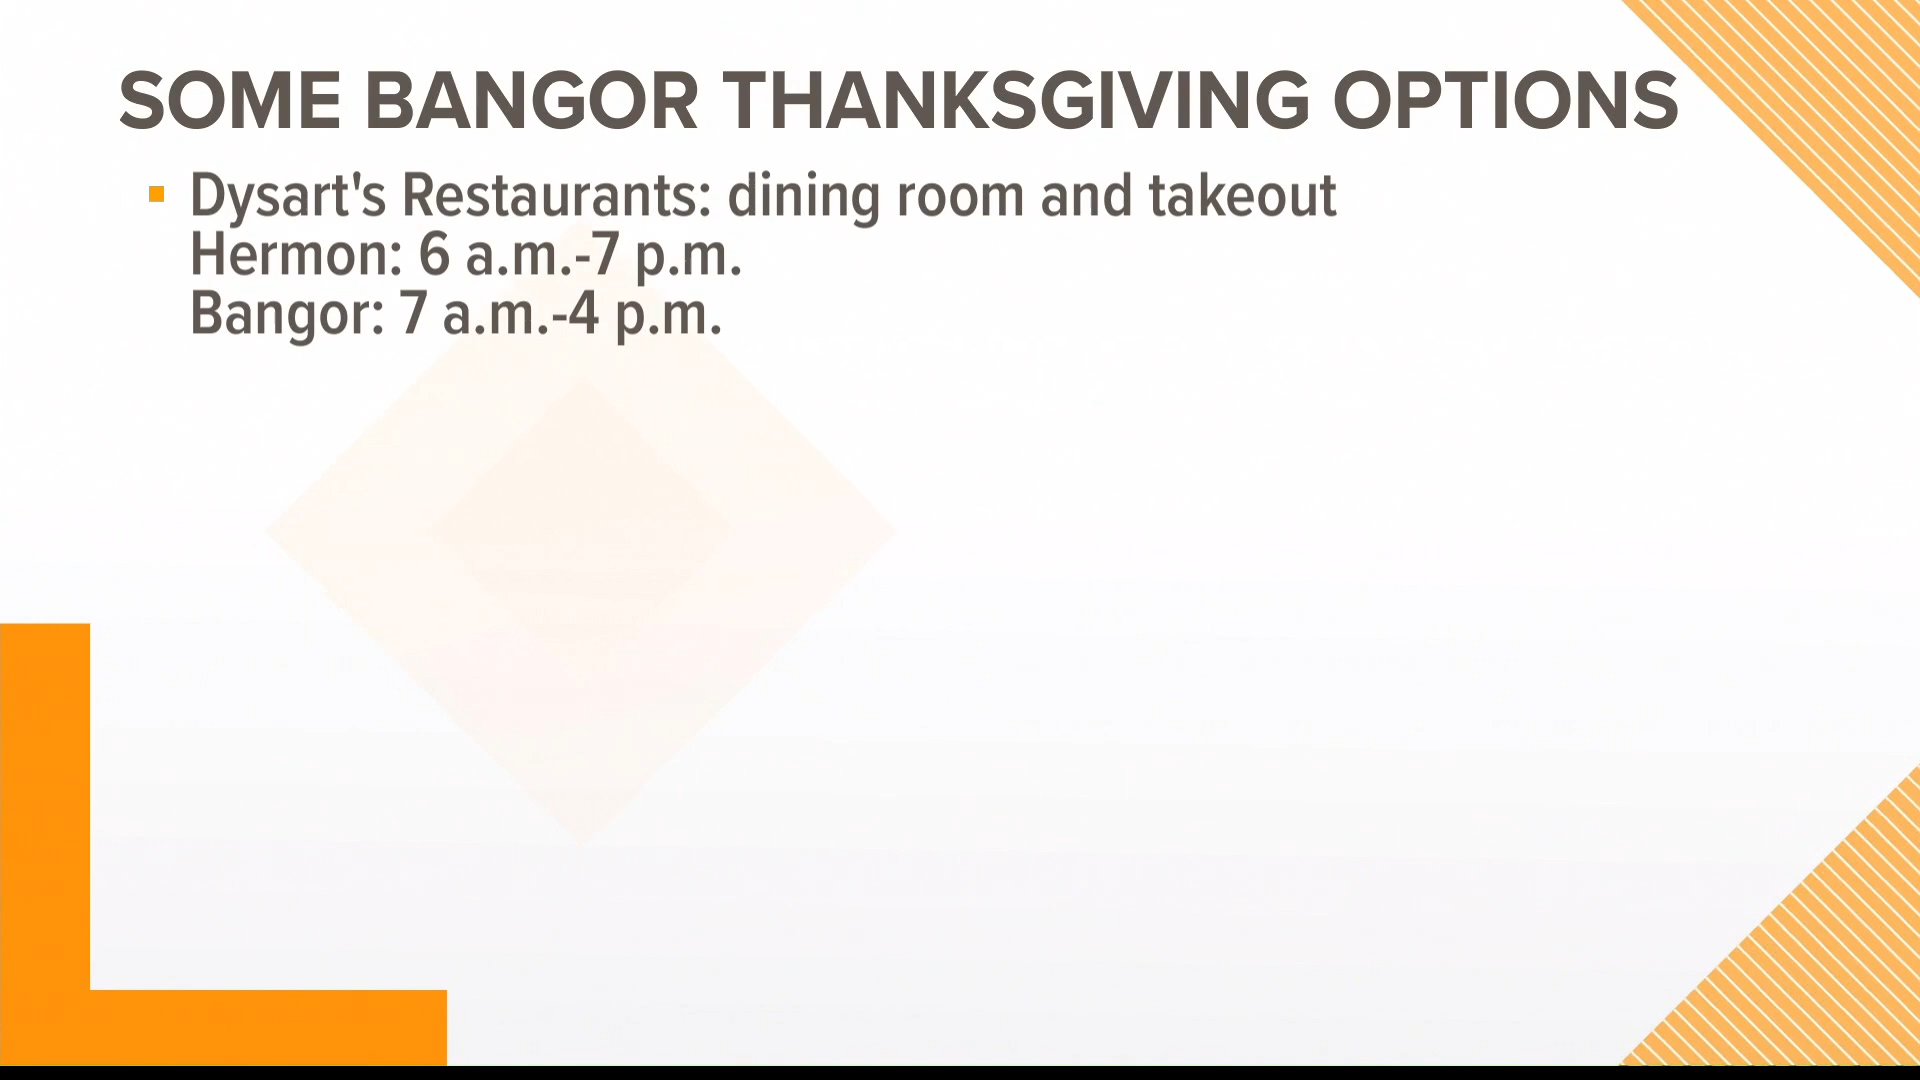 SOME BANGOR THANKSGIVING OPTIONS
Dysart's Restaurants: dining room and takeout
Hermon: 6 a.m.-7 p.m.
Bangor: 7 a.m.-4 p.m.